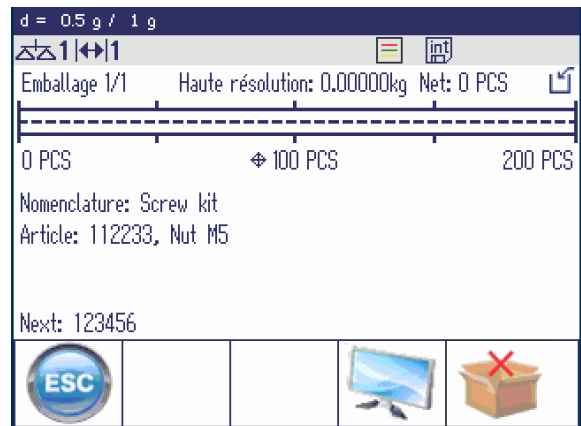 d = 0.5 g / 1 g
1|↔|1 int
Emballage 1/1 Haute résolution: 0.00000kg Net: 0 PCS
0 PCS 100 PCS 200 PCS
Nomenclature: Screw kit
Article: 112233, Nut M5
Next: 123456
ESC